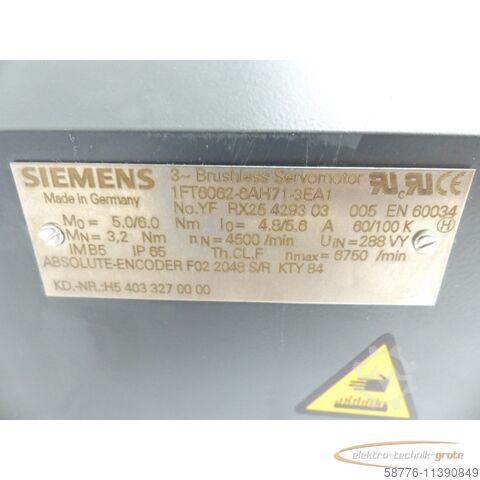 SIEMENS 3~ Brushless Servomotor
Made in Germany 1FT6062-6AH71-3EA1
No.YF RX25 4293 03 005 EN 60034
M0 = 5.0/6.0 Nm I0 = 4.8/5.6 A 60/100 K
MN = 3,2 Nm nN = 4500 /min UIN = 288 VY (H)
IM B5 IP 65 Th.CL.F nmax= 6750 /min
ABSOLUTE-ENCODER F02 2048 S/R KTY 84
KD.-NR.:H5 403 327 00 00
elektro-technik-grote
58776-11390849